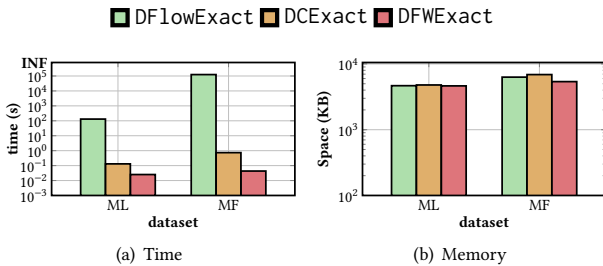 DFlowExact DCExact DFWExact
INF
10^5
10^4
10^3
10^2
10^1
10^0
10^-1
10^-2
10^-3
time (s)
ML MF
dataset
(a) Time
10^4
10^3
10^2
Space (KB)
ML MF
dataset
(b) Memory